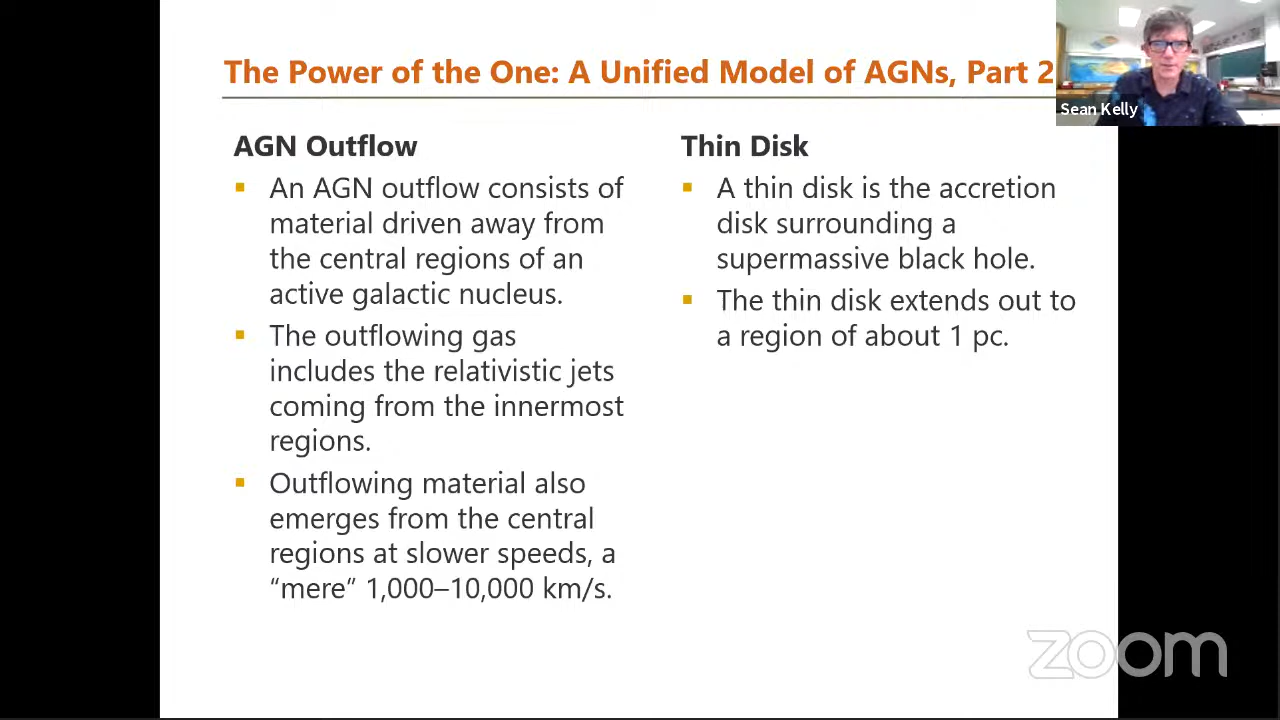 The Power of the One: A Unified Model of AGNs, Part 2
Sean Kelly
AGN Outflow
▪ An AGN outflow consists of
material driven away from
the central regions of an
active galactic nucleus.
▪ The outflowing gas
includes the relativistic jets
coming from the innermost
regions.
▪ Outflowing material also
emerges from the central
regions at slower speeds, a
“mere” 1,000–10,000 km/s.
Thin Disk
▪ A thin disk is the accretion
disk surrounding a
supermassive black hole.
▪ The thin disk extends out to
a region of about 1 pc.
zoom